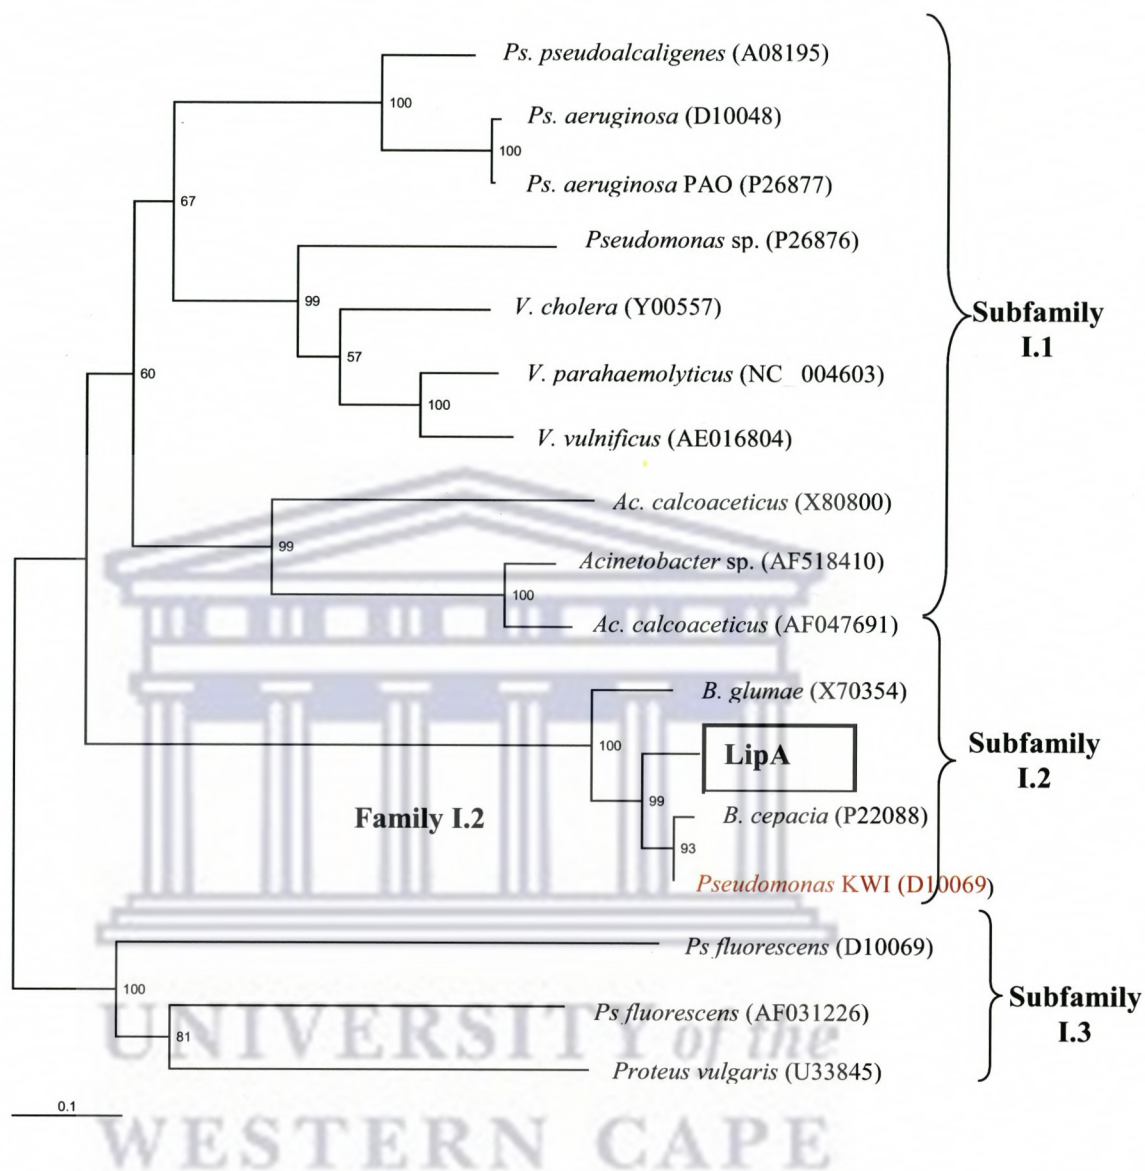 Ps. pseudoalcaligenes (A08195)
100
Ps. aeruginosa (D10048)
100
Ps. aeruginosa PAO (P26877)
67
Pseudomonas sp. (P26876)
99
V. cholera (Y00557)
Subfamily
I.1
57
60
V. parahaemolyticus (NC 004603)
100
V. vulnificus (AE016804)
Ac. calcoaceticus (X80800)
99
Acinetobacter sp. (AF518410)
100
Ac. calcoaceticus (AF047691)
B. glumae (X70354)
100
LipA
Subfamily
I.2
99
Family I.2
B. cepacia (P22088)
93
Pseudomonas KWI (D10069)
Ps fluorescens (D10069)
100
Subfamily
I.3
Ps fluorescens (AF031226)
81
Proteus vulgaris (U33845)
0.1
UNIVERSITY of the
WESTERN CAPE